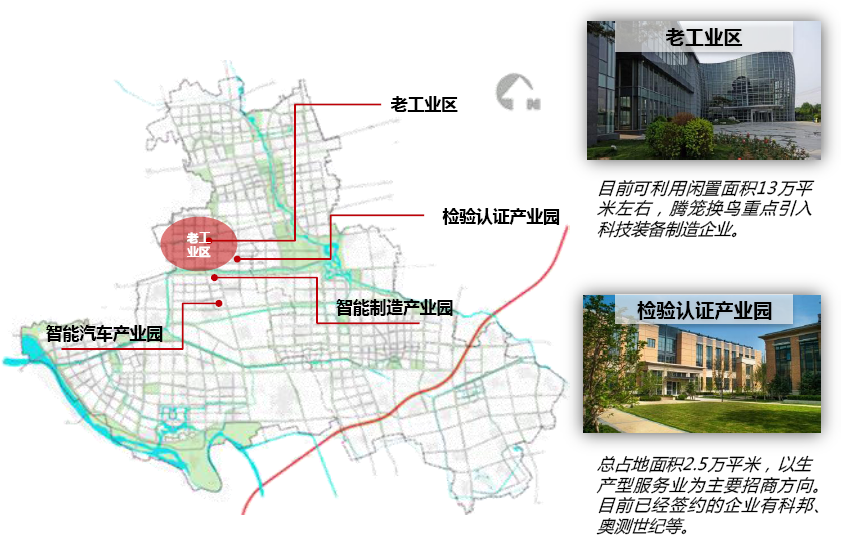 老工业区
老工业区
目前可利用闲置面积13万平
米左右，腾笼换鸟重点引入
科技装备制造企业。
检验认证产业园
老工
业区
智能制造产业园
智能汽车产业园
检验认证产业园
总占地面积2.5万平米，以生
产型服务业为主要招商方向。
目前已经签约的企业有科邦、
奥测世纪等。
N